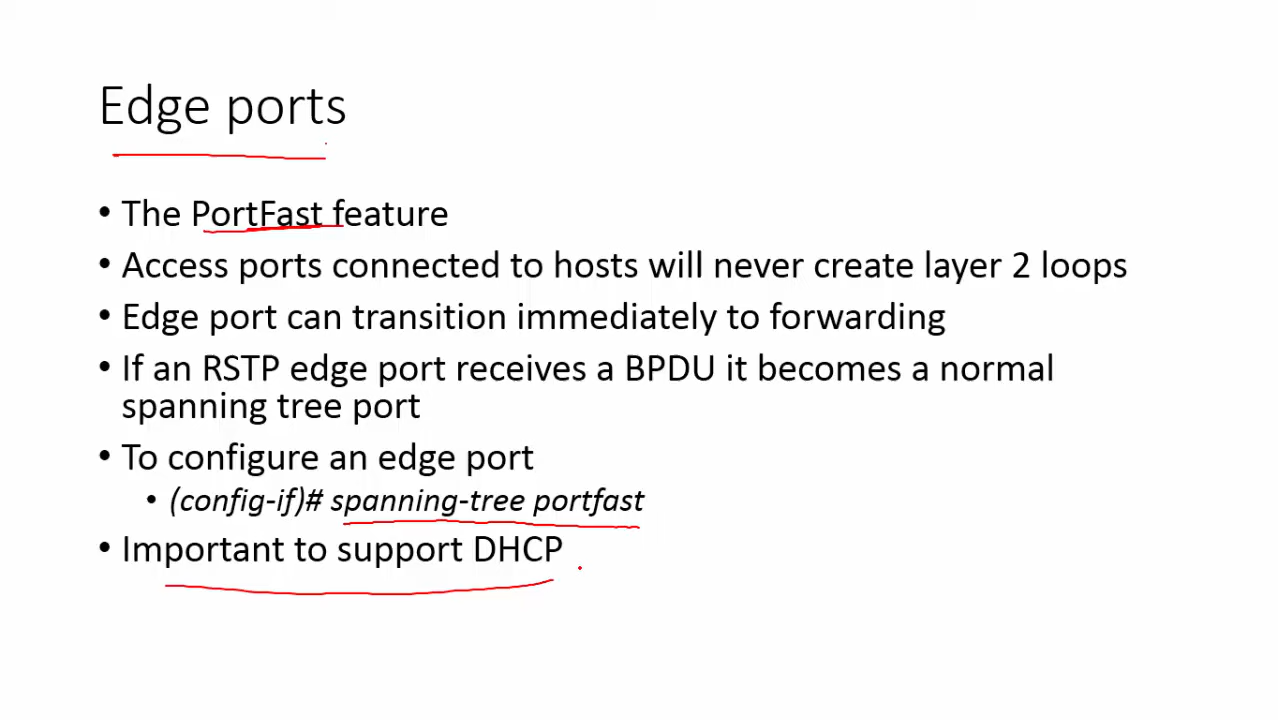 Edge ports
• The PortFast feature
• Access ports connected to hosts will never create layer 2 loops
• Edge port can transition immediately to forwarding
• If an RSTP edge port receives a BPDU it becomes a normal
spanning tree port
• To configure an edge port
• (config-if)# spanning-tree portfast
• Important to support DHCP